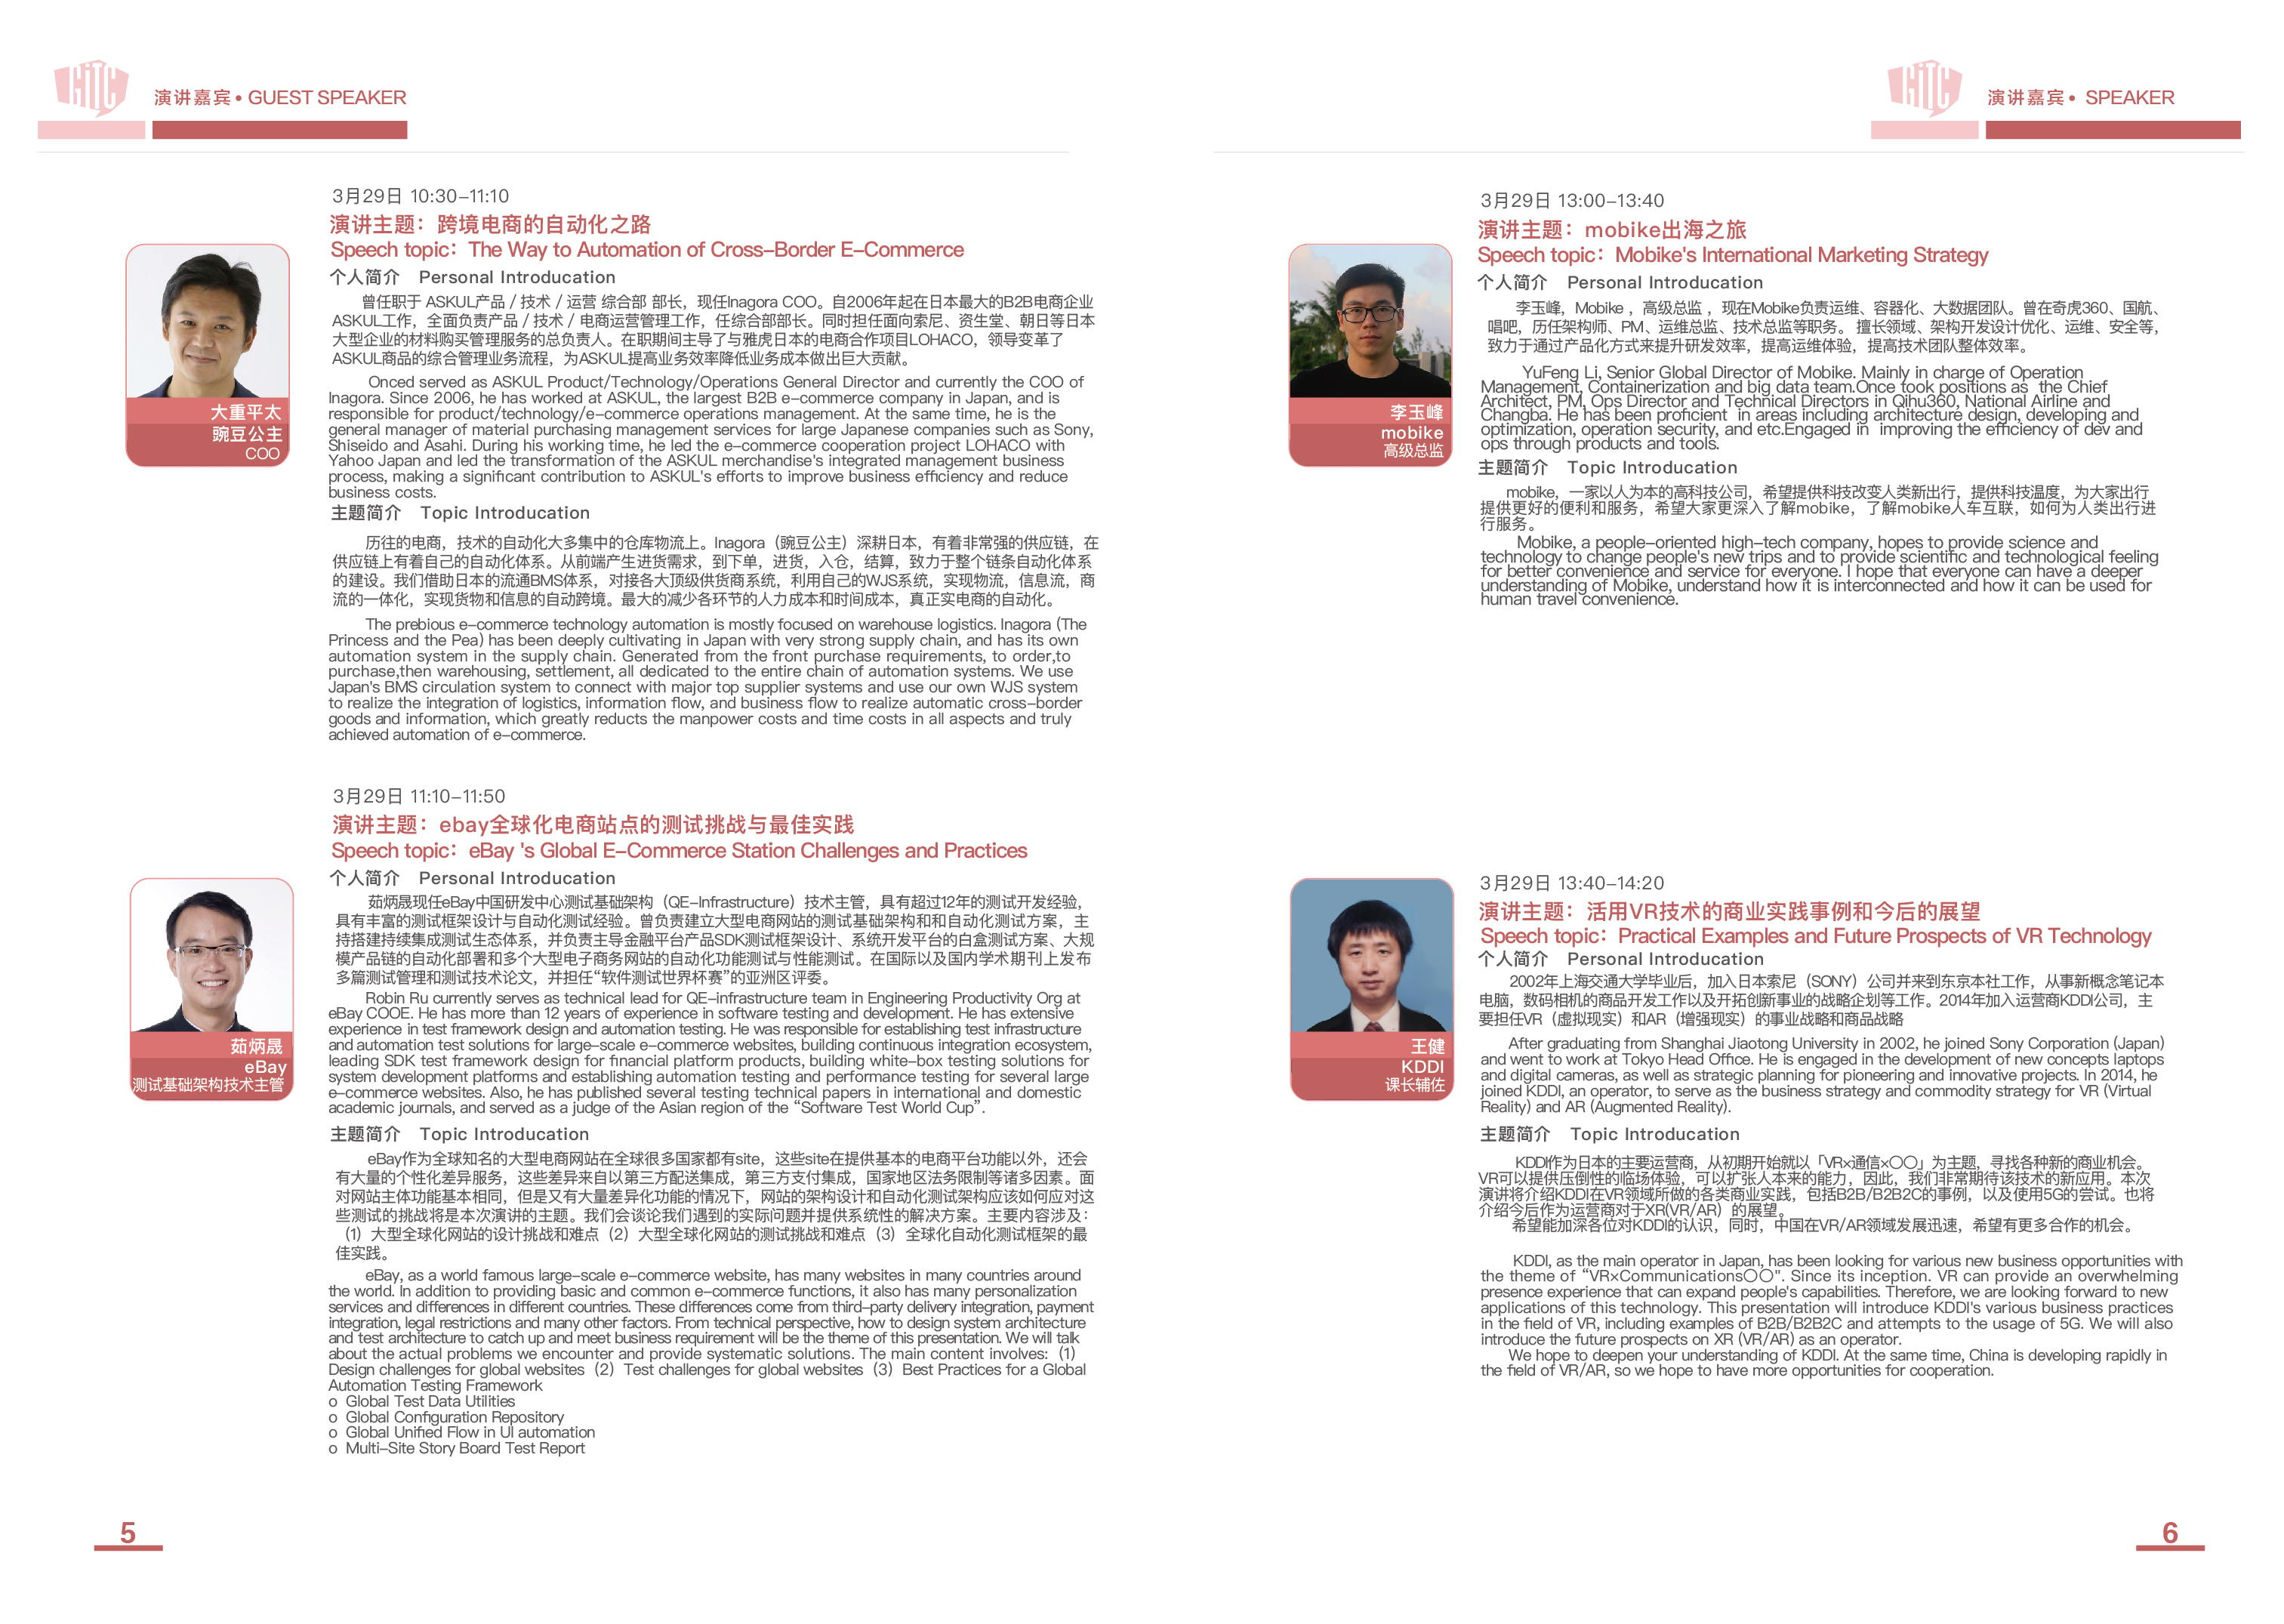 GITC
演讲嘉宾 • GUEST SPEAKER
3月29日 10:30–11:10
演讲主题：跨境电商的自动化之路
Speech topic：The Way to Automation of Cross–Border E–Commerce
个人简介 Personal Introducation
曾任职于 ASKUL产品 / 技术 / 运营 综合部 部长，现任Inagora COO。自2006年起在日本最大的B2B电商企业
ASKUL工作，全面负责产品 / 技术 / 电商运营管理工作，任综合部部长。同时担任面向索尼、资生堂、朝日等日本
大型企业的材料购买管理服务的总负责人。在职期间主导了与雅虎日本的电商合作项目LOHACO，领导变革了
ASKUL商品的综合管理业务流程，为ASKUL提高业务效率降低业务成本做出巨大贡献。
Onced served as ASKUL Product/Technology/Operations General Director and currently the COO of
Inagora. Since 2006, he has worked at ASKUL, the largest B2B e–commerce company in Japan, and is
responsible for product/technology/e–commerce operations management. At the same time, he is the
general manager of material purchasing management services for large Japanese companies such as Sony,
Shiseido and Asahi. During his working time, he led the e–commerce cooperation project LOHACO with
Yahoo Japan and led the transformation of the ASKUL merchandise's integrated management business
process, making a significant contribution to ASKUL's efforts to improve business efficiency and reduce
business costs.
大重平太
豌豆公主
COO
主题简介 Topic Introducation
历往的电商，技术的自动化大多集中的仓库物流上。Inagora（豌豆公主）深耕日本，有着非常强的供应链，在
供应链上有着自己的自动化体系。从前端产生进货需求，到下单，进货，入仓，结算，致力于整个链条自动化体系
的建设。我们借助日本的流通BMS体系，对接各大顶级供货商系统，利用自己的WJS系统，实现物流，信息流，商
流的一体化，实现货物和信息的自动跨境。最大的减少各环节的人力成本和时间成本，真正实电商的自动化。
The prebious e–commerce technology automation is mostly focused on warehouse logistics. Inagora (The
Princess and the Pea) has been deeply cultivating in Japan with very strong supply chain, and has its own
automation system in the supply chain. Generated from the front purchase requirements, to order,to
purchase,then warehousing, settlement, all dedicated to the entire chain of automation systems. We use
Japan's BMS circulation system to connect with major top supplier systems and use our own WJS system
to realize the integration of logistics, information flow, and business flow to realize automatic cross–border
goods and information, which greatly reducts the manpower costs and time costs in all aspects and truly
achieved automation of e–commerce.
3月29日 11:10–11:50
演讲主题：ebay全球化电商站点的测试挑战与最佳实践
Speech topic：eBay 's Global E–Commerce Station Challenges and Practices
个人简介 Personal Introducation
茹炳晟现任eBay中国研发中心测试基础架构（QE-Infrastructure）技术主管，具有超过12年的测试开发经验，
具有丰富的测试框架设计与自动化测试经验。曾负责建立大型电商网站的测试基础架构和和自动化测试方案，主
持搭建持续集成测试生态体系，并负责主导金融平台产品SDK测试框架设计、系统开发平台的白盒测试方案、大规
模产品链的自动化部署和多个大型电子商务网站的自动化功能测试与性能测试。在国际以及国内学术期刊上发布
多篇测试管理和测试技术论文，并担任“软件测试世界杯赛”的亚洲区评委。
Robin Ru currently serves as technical lead for QE–infrastructure team in Engineering Productivity Org at
eBay COOE. He has more than 12 years of experience in software testing and development. He has extensive
experience in test framework design and automation testing. He was responsible for establishing test infrastructure
and automation test solutions for large–scale e–commerce websites, building continuous integration ecosystem,
leading SDK test framework design for financial platform products, building white–box testing solutions for
system development platforms and establishing automation testing and performance testing for several large
e–commerce websites. Also, he has published several testing technical papers in international and domestic
academic journals, and served as a judge of the Asian region of the “Software Test World Cup”.
茹炳晟
eBay
测试基础架构技术主管
主题简介 Topic Introducation
eBay作为全球知名的大型电商网站在全球很多国家都有site，这些site在提供基本的电商平台功能以外，还会
有大量的个性化差异服务，这些差异来自以第三方配送集成，第三方支付集成，国家地区法务限制等诸多因素。面
对网站主体功能基本相同，但是又有大量差异化功能的情况下，网站的架构设计和自动化测试架构应该如何应对这
些测试的挑战将是本次演讲的主题。我们会谈论我们遇到的实际问题并提供系统性的解决方案。主要内容涉及：
（1）大型全球化网站的设计挑战和难点（2）大型全球化网站的测试挑战和难点（3）全球化自动化测试框架的最
佳实践。
eBay, as a world famous large–scale e–commerce website, has many websites in many countries around
the world. In addition to providing basic and common e–commerce functions, it also has many personalization
services and differences in different countries. These differences come from third–party delivery integration, payment
integration, legal restrictions and many other factors. From technical perspective, how to design system architecture
and test architecture to catch up and meet business requirement will be the theme of this presentation. We will talk
about the actual problems we encounter and provide systematic solutions. The main content involves:（1）
Design challenges for global websites（2）Test challenges for global websites（3）Best Practices for a Global
Automation Testing Framework
o Global Test Data Utilities
o Global Configuration Repository
o Global Unified Flow in UI automation
o Multi–Site Story Board Test Report
5
GITC
演讲嘉宾 • SPEAKER
3月29日 13:00–13:40
演讲主题：mobike出海之旅
Speech topic：Mobike's International Marketing Strategy
个人简介 Personal Introducation
李玉峰，Mobike ，高级总监 ，现在Mobike负责运维、容器化、大数据团队。曾在奇虎360、国航、
唱吧，历任架构师、PM、运维总监、技术总监等职务。 擅长领域、架构开发设计优化、运维、安全等，
致力于通过产品化方式来提升研发效率，提高运维体验，提高技术团队整体效率。
YuFeng Li, Senior Global Director of Mobike. Mainly in charge of Operation
Management, Containerization and big data team.Once took positions as the Chief
Architect, PM, Ops Director and Technical Directors in Qihu360, National Airline and
Changba. He has been proficient in areas including architecture design, developing and
optimization, operation security, and etc.Engaged in improving the efficiency of dev and
ops through products and tools.
李玉峰
mobike
高级总监
主题简介 Topic Introducation
mobike，一家以人为本的高科技公司，希望提供科技改变人类新出行，提供科技温度，为大家出行
提供更好的便利和服务，希望大家更深入了解mobike，了解mobike人车互联，如何为人类出行进
行服务。
Mobike, a people–oriented high–tech company, hopes to provide science and
technology to change people's new trips and to provide scientific and technological feeling
for better convenience and service for everyone. I hope that everyone can have a deeper
understanding of Mobike, understand how it is interconnected and how it can be used for
human travel convenience.
3月29日 13:40–14:20
演讲主题：活用VR技术的商业实践事例和今后的展望
Speech topic：Practical Examples and Future Prospects of VR Technology
个人简介 Personal Introducation
2002年上海交通大学毕业后，加入日本索尼（SONY）公司并来到东京本社工作，从事新概念笔记本
电脑，数码相机的商品开发工作以及开拓创新事业的战略企划等工作。2014年加入运营商KDDI公司，主
要担任VR（虚拟现实）和AR（增强现实）的事业战略和商品战略
After graduating from Shanghai Jiaotong University in 2002, he joined Sony Corporation (Japan)
and went to work at Tokyo Head Office. He is engaged in the development of new concepts laptops
and digital cameras, as well as strategic planning for pioneering and innovative projects. In 2014, he
joined KDDI, an operator, to serve as the business strategy and commodity strategy for VR (Virtual
Reality) and AR (Augmented Reality).
王健
KDDI
课长辅佐
主题简介 Topic Introducation
KDDI作为日本的主要运营商，从初期开始就以「VR×通信×〇〇」为主题，寻找各种新的商业机会。
VR可以提供压倒性的临场体验，可以扩张人本来的能力，因此，我们非常期待该技术的新应用。本次
演讲将介绍KDDI在VR领域所做的各类商业实践，包括B2B/B2B2C的事例，以及使用5G的尝试。也将
介绍今后作为运营商对于XR(VR/AR）的展望。
希望能加深各位对KDDI的认识，同时，中国在VR/AR领域发展迅速，希望有更多合作的机会。
KDDI, as the main operator in Japan, has been looking for various new business opportunities with
the theme of “VR×Communications〇〇". Since its inception. VR can provide an overwhelming
presence experience that can expand people's capabilities. Therefore, we are looking forward to new
applications of this technology. This presentation will introduce KDDI's various business practices
in the field of VR, including examples of B2B/B2B2C and attempts to the usage of 5G. We will also
introduce the future prospects on XR (VR/AR) as an operator.
We hope to deepen your understanding of KDDI. At the same time, China is developing rapidly in
the field of VR/AR, so we hope to have more opportunities for cooperation.
6